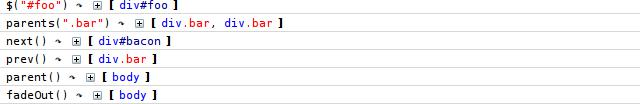 $("#foo") ↷ ⊞ [ div#foo ]
parents(".bar") ↷ ⊞ [ div.bar, div.bar ]
next() ↷ ⊞ [ div#bacon ]
prev() ↷ ⊞ [ div.bar ]
parent() ↷ ⊞ [ body ]
fadeOut() ↷ ⊞ [ body ]